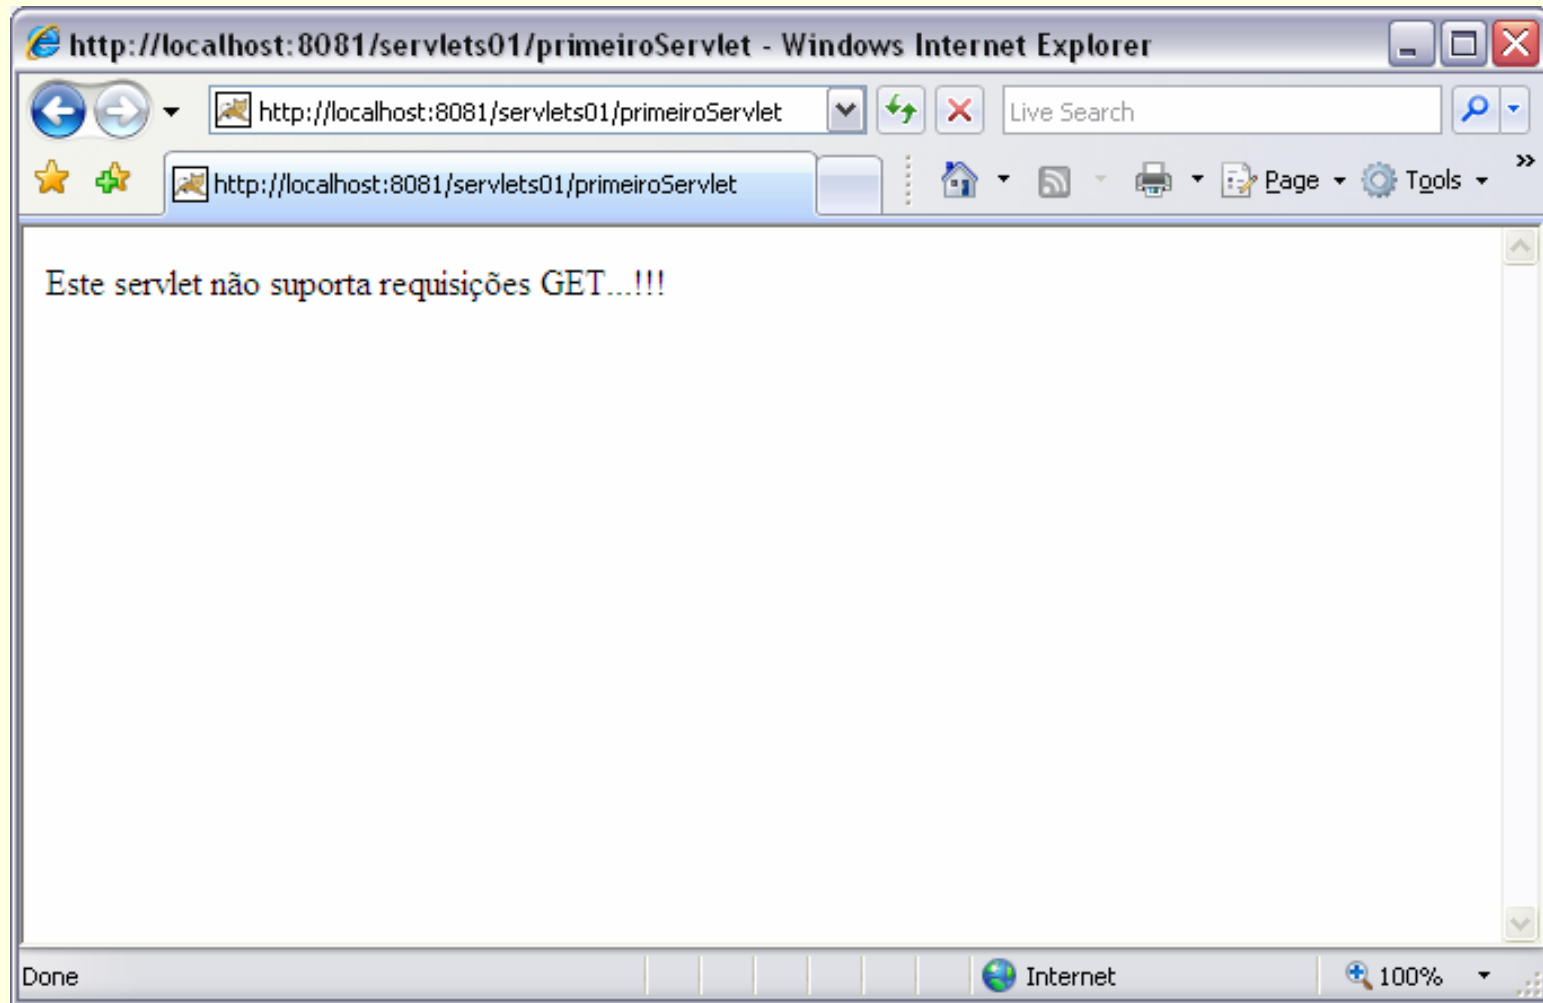 http://localhost:8081/servlets01/primeiroServlet - Windows Internet Explorer
http://localhost:8081/servlets01/primeiroServlet Live Search
http://localhost:8081/servlets01/primeiroServlet Page Tools »
Este servlet não suporta requisições GET...!!!
Done Internet 100%